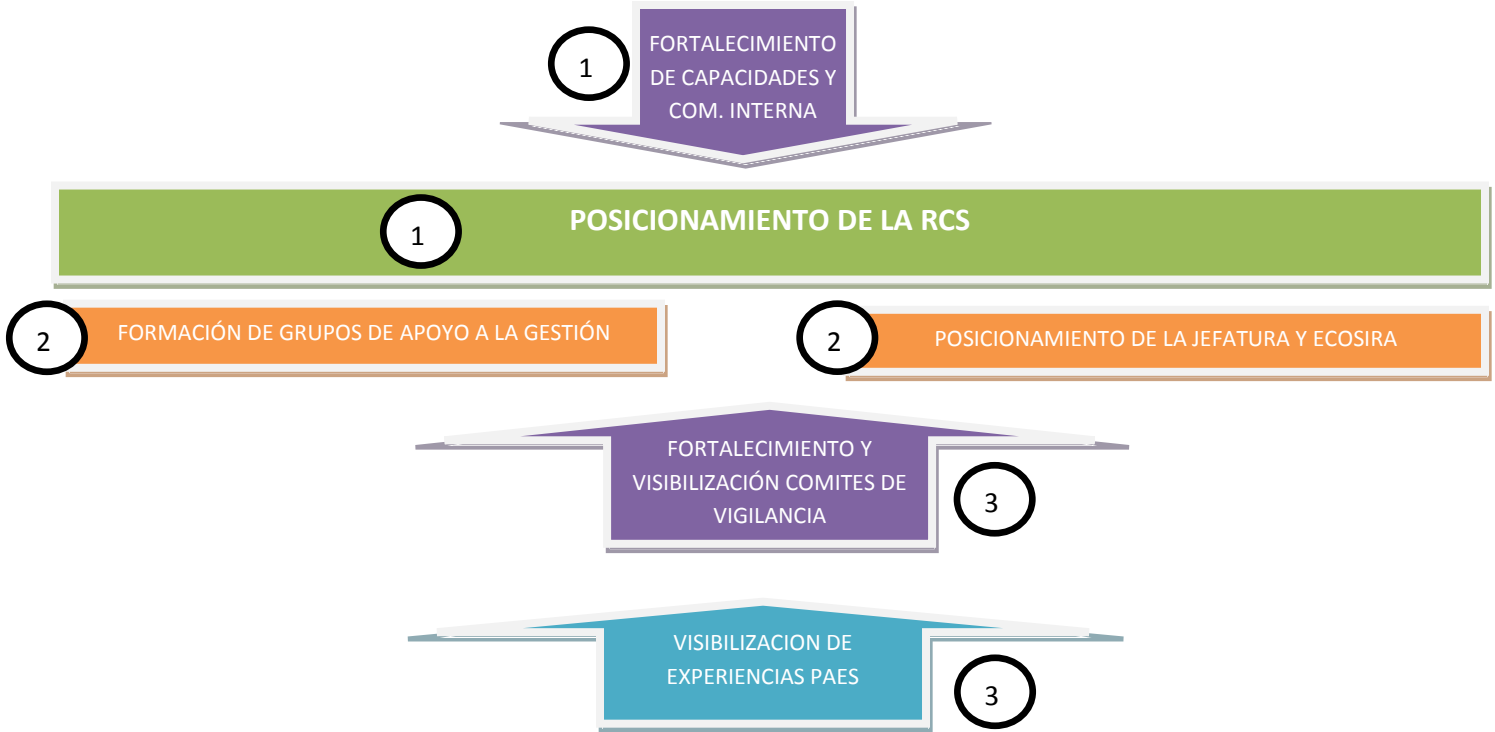 1
FORTALECIMIENTO
DE CAPACIDADES Y
COM. INTERNA
1
POSICIONAMIENTO DE LA RCS
2
FORMACIÓN DE GRUPOS DE APOYO A LA GESTIÓN
2
POSICIONAMIENTO DE LA JEFATURA Y ECOSIRA
FORTALECIMIENTO Y
VISIBILIZACIÓN COMITES DE
VIGILANCIA
3
VISIBILIZACION DE
EXPERIENCIAS PAES
3